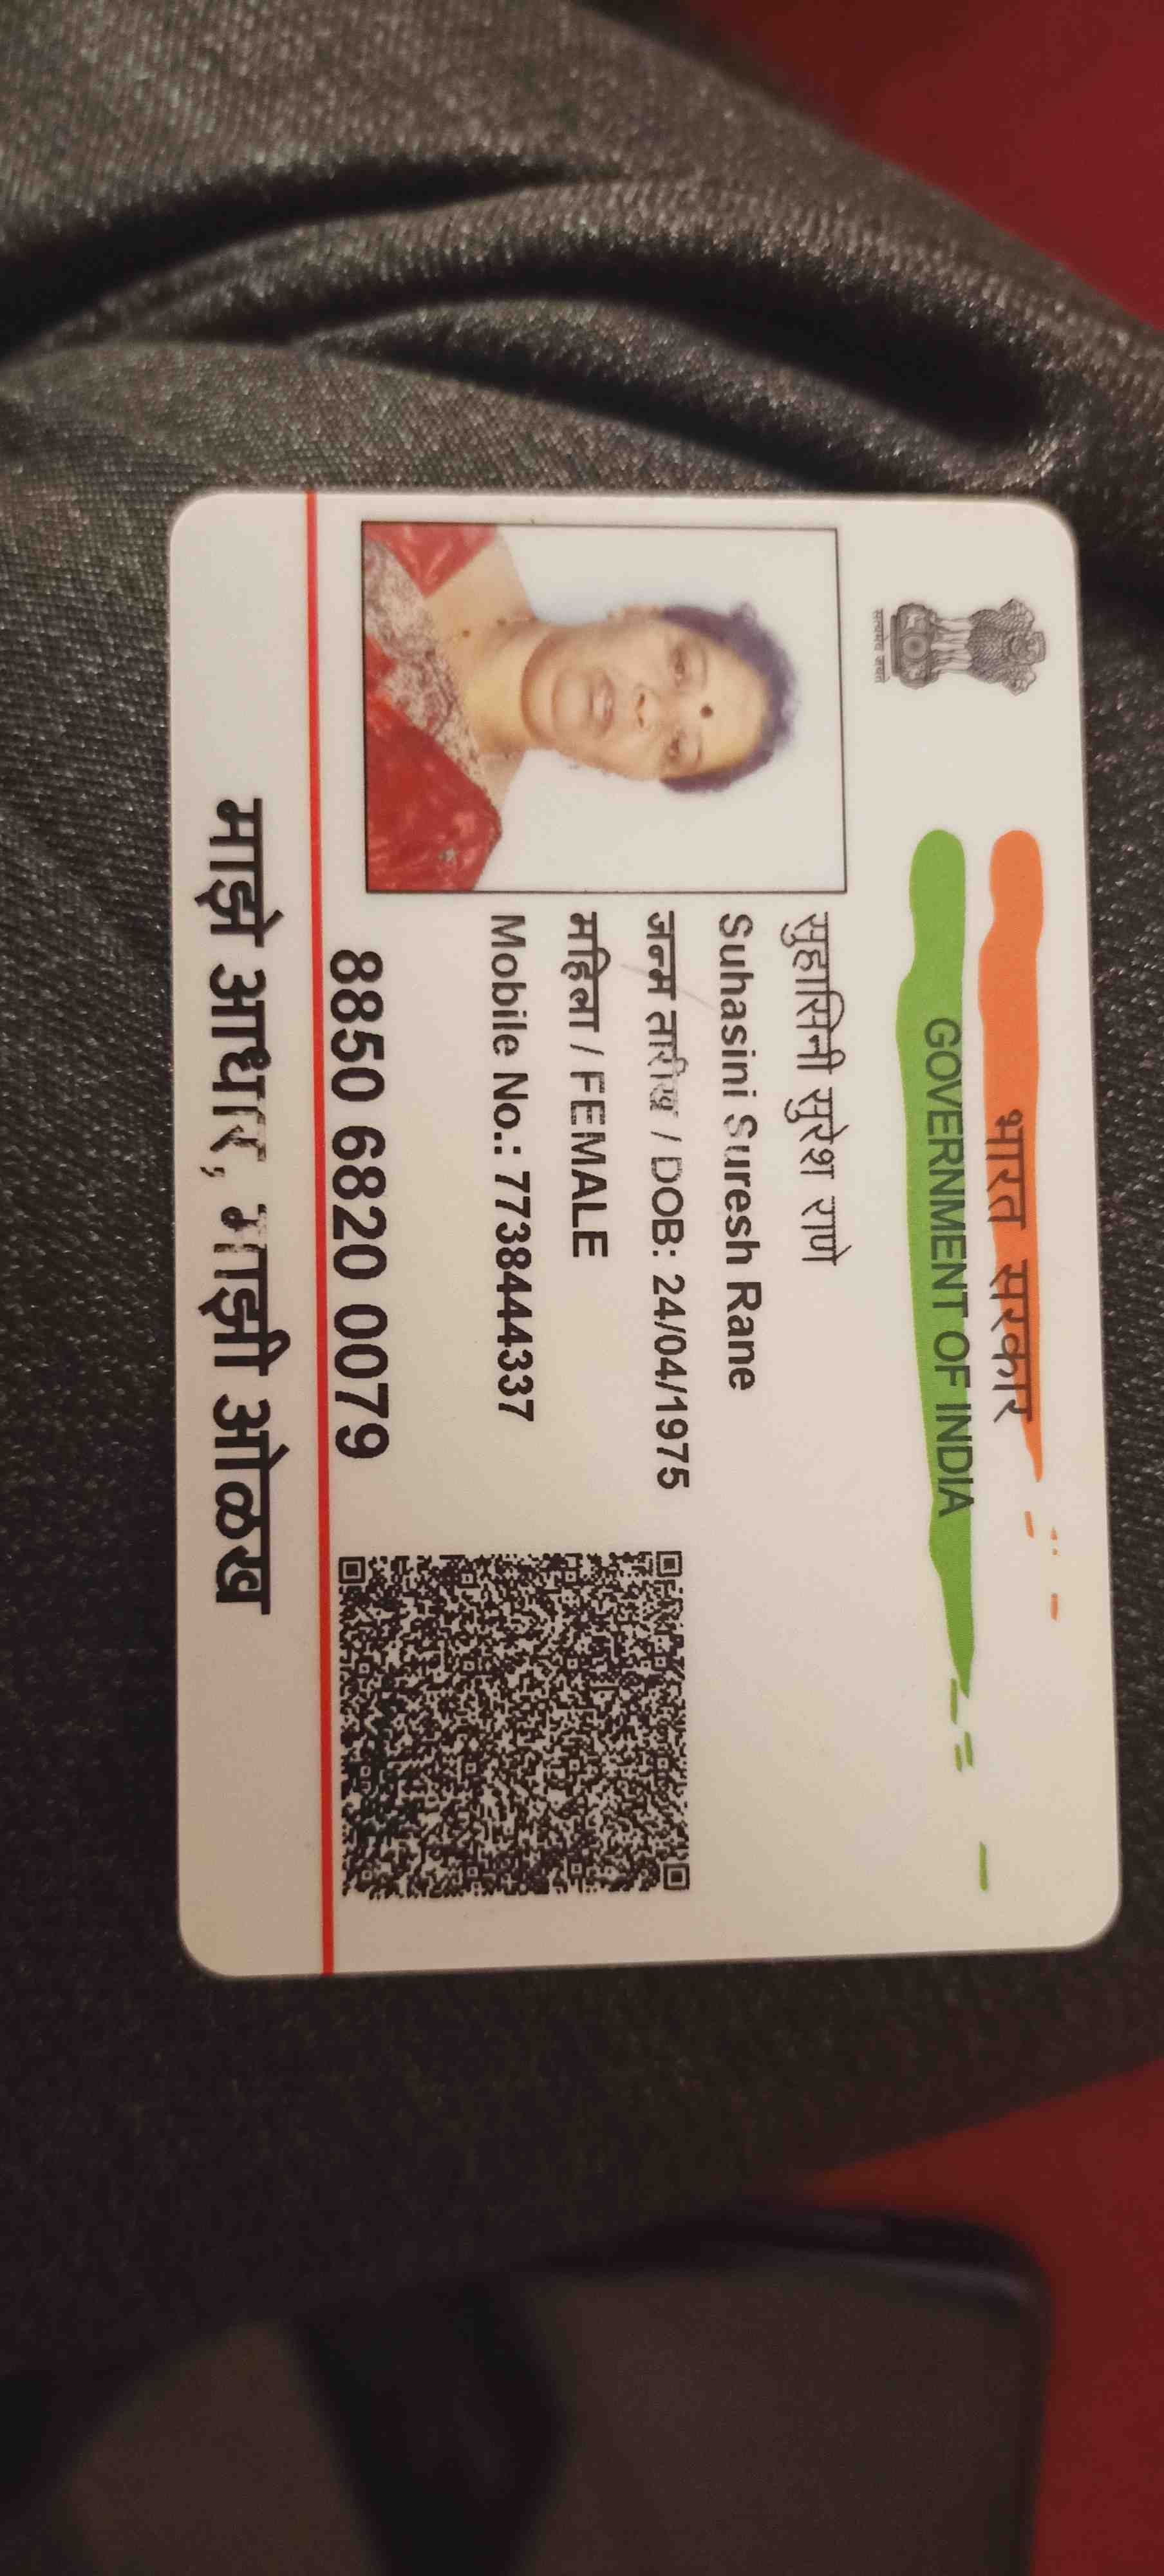 भारत सरकार
GOVERNMENT OF INDIA
सत्यमेव जयते
सुहासिनी सुरेश राणे
Suhasini Suresh Rane
जन्म तारीख / DOB: 24/04/1975
महिला / FEMALE
Mobile No.: 7738444337
8850 6820 0079
माझे आधार, माझी ओळख